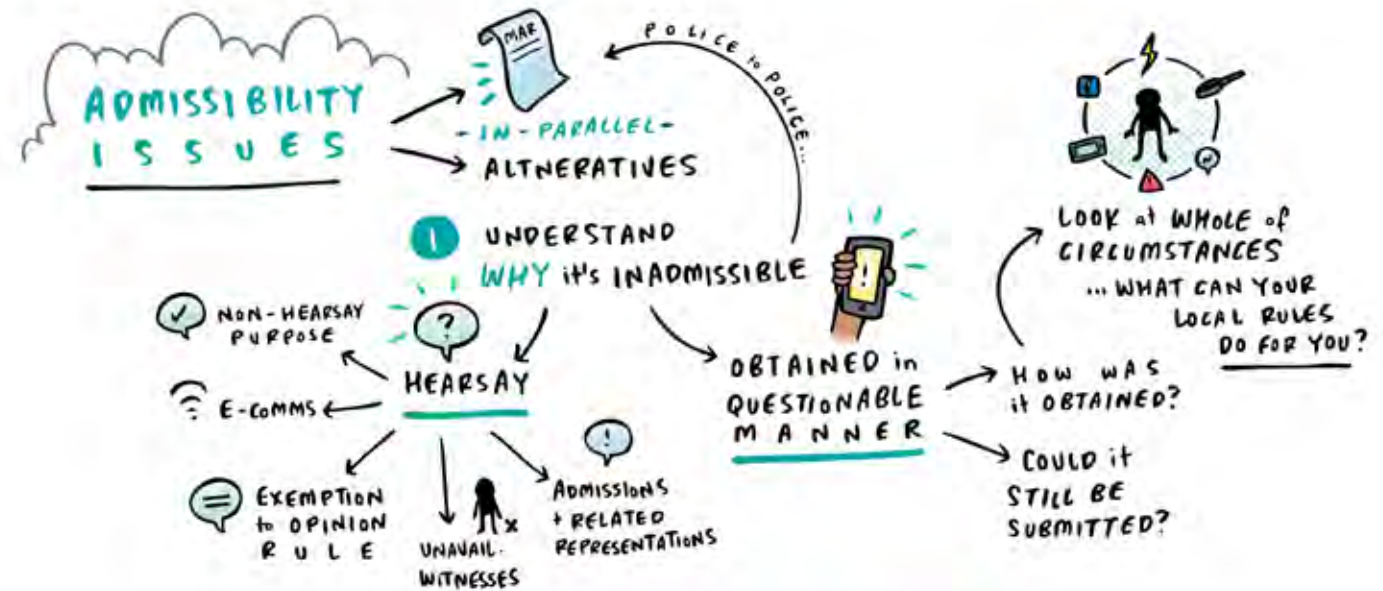 ADMISSIBILITY
ISSUES
MAR
- IN - PARALLEL -
ALTNERATIVES
POLICE to POLICE...
1 UNDERSTAND
WHY it's INADMISSIBLE
?
HEARSAY
NON-HEARSAY
PURPOSE
E-COMMS
EXEMPTION
to OPINION
RULE
UNAVAIL.
WITNESSES
!
ADMISSIONS
+ RELATED
REPRESENTATIONS
!
OBTAINED in
QUESTIONABLE
MANNER
HOW WAS
it OBTAINED?
COULD it
STILL BE
SUBMITTED?
LOOK at WHOLE of
CIRCUMSTANCES
... WHAT CAN YOUR
LOCAL RULES
DO FOR YOU?